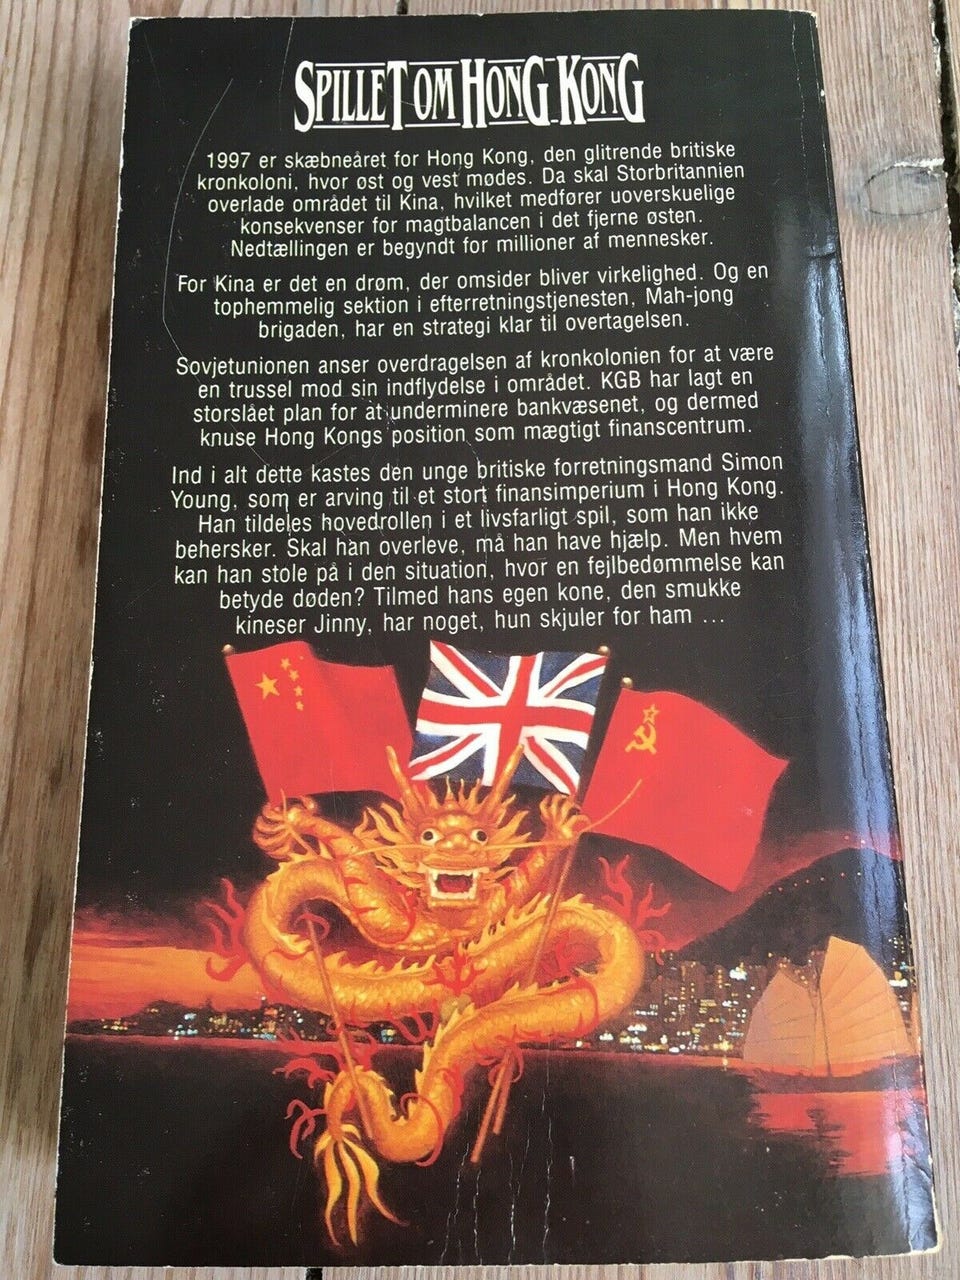 SPILLET OM HONG KONG
1997 er skæbneåret for Hong Kong, den glitrende britiske
kronkoloni, hvor øst og vest mødes. Da skal Storbritannien
overlade området til Kina, hvilket medfører uoverskuelige
konsekvenser for magtbalancen i det fjerne østen.
Nedtællingen er begyndt for millioner af mennesker.
For Kina er det en drøm, der omsider bliver virkelighed. Og en
tophemmelig sektion i efterretningstjenesten, Mah-jong
brigaden, har en strategi klar til overtagelsen.
Sovjetunionen anser overdragelsen af kronkolonien for at være
en trussel mod sin indflydelse i området. KGB har lagt en
storslået plan for at underminere bankvæsenet, og dermed
knuse Hong Kongs position som mægtigt finanscentrum.
Ind i alt dette kastes den unge britiske forretningsmand Simon
Young, som er arving til et stort finansimperium i Hong Kong.
Han tildeles hovedrollen i et livsfarligt spil, som han ikke
behersker. Skal han overleve, må han have hjælp. Men hvem
kan han stole på i den situation, hvor en fejlbedømmelse kan
betyde døden? Tilmed hans egen kone, den smukke
kineser Jinny, har noget, hun skjuler for ham ...